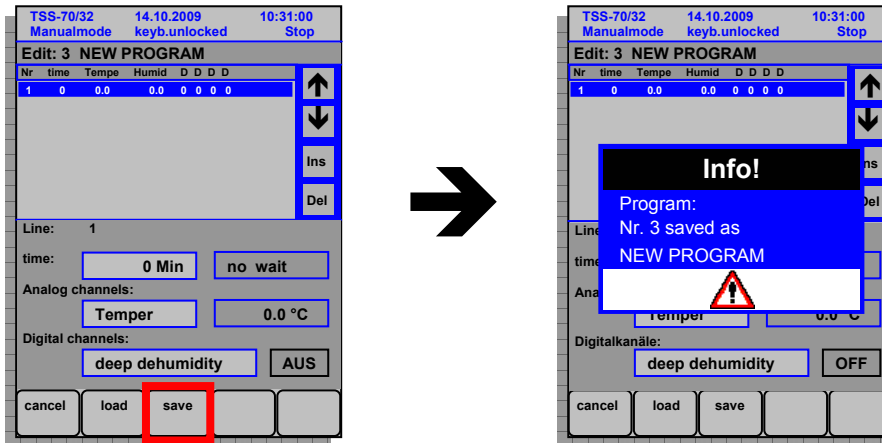 TSS-70/32 14.10.2009 10:31:00
Manualmode keyb.unlocked Stop
Edit: 3 NEW PROGRAM
Nr time Tempe Humid D D D D
1 0 0.0 0.0 0 0 0 0
Ins
Del
Line: 1
time: 0 Min no wait
Analog channels:
Temper 0.0 °C
Digital channels:
deep dehumidity AUS
cancel load save
TSS-70/32 14.10.2009 10:31:00
Manualmode keyb.unlocked Stop
Edit: 3 NEW PROGRAM
Nr time Tempe Humid D D D D
1 0 0.0 0.0 0 0 0 0
Info!
Program:
Nr. 3 saved as
NEW PROGRAM
Digitalkanäle:
deep dehumidity OFF
cancel load save